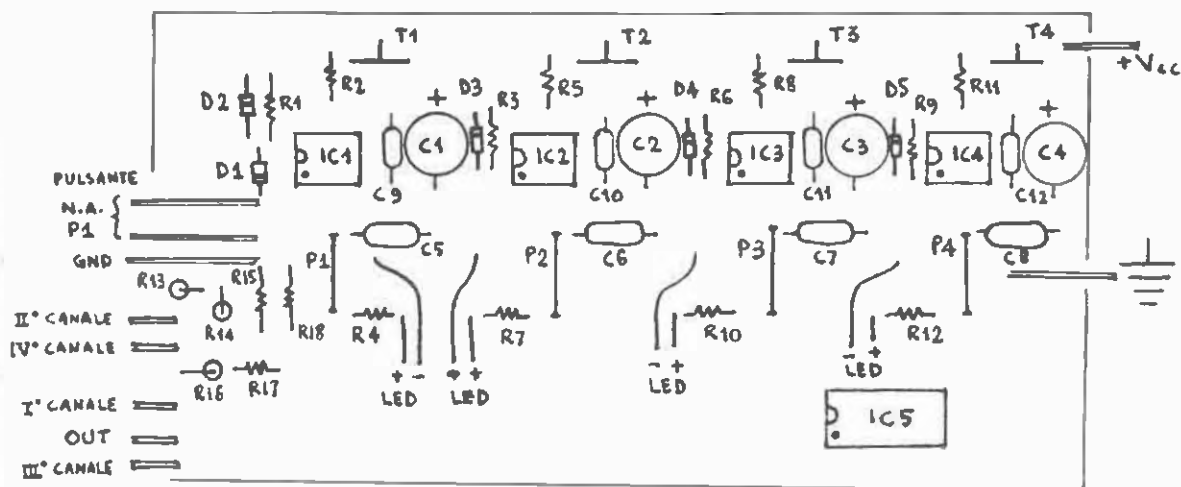 T1 T2 T3 T4
+Vcc
R2 R5 R8 R11
D2 R1 D3 R3 D4 R6 D5 R9
+ + + +
IC1 C1 IC2 C2 IC3 C3 IC4 C4
D1
C9 C10 C11 C12
PULSANTE
N.A.
P1
C5 C6 C7 C8
GND
P1 P2 P3 P4
R13 R15
R14 R18 R4 R7 R10 R12
II° CANALE
IV° CANALE
R16 R17
+ - + - + - +
LED LED LED LED
I° CANALE
IC5
OUT
III° CANALE